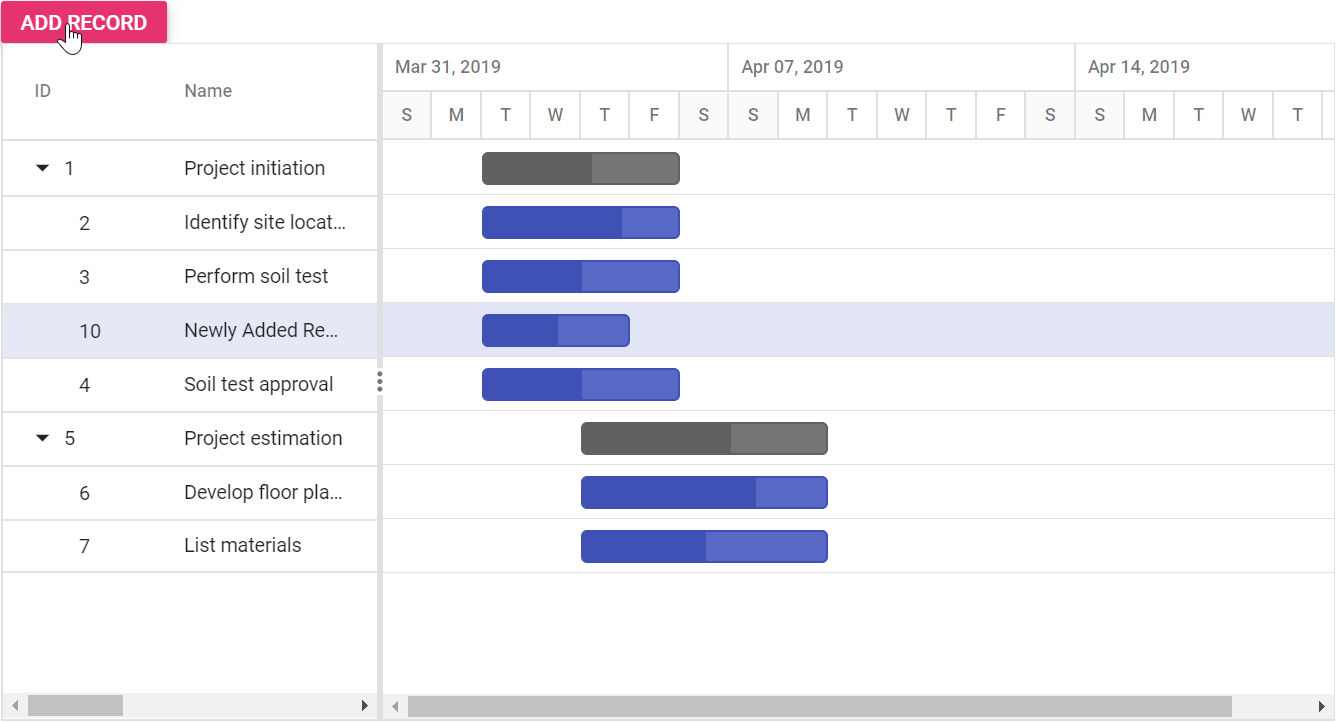 ADD RECORD
ID Name
Mar 31, 2019 Apr 07, 2019 Apr 14, 2019
S M T W T F S S M T W T F S S M T W T
1 Project initiation
2 Identify site locat...
3 Perform soil test
10 Newly Added Re...
4 Soil test approval
5 Project estimation
6 Develop floor pla...
7 List materials